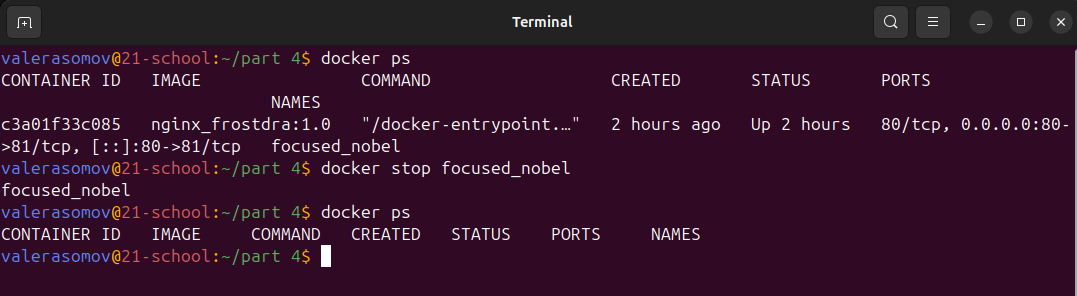 Terminal
valerasomov@21-school:~/part 4$ docker ps
CONTAINER ID   IMAGE                COMMAND                  CREATED       STATUS       PORTS
                           NAMES
c3a01f33c085   nginx_frostdra:1.0   "/docker-entrypoint.…"   2 hours ago   Up 2 hours   80/tcp, 0.0.0.0:80-
>81/tcp, [::]:80->81/tcp   focused_nobel
valerasomov@21-school:~/part 4$ docker stop focused_nobel
focused_nobel
valerasomov@21-school:~/part 4$ docker ps
CONTAINER ID   IMAGE     COMMAND   CREATED   STATUS    PORTS     NAMES
valerasomov@21-school:~/part 4$